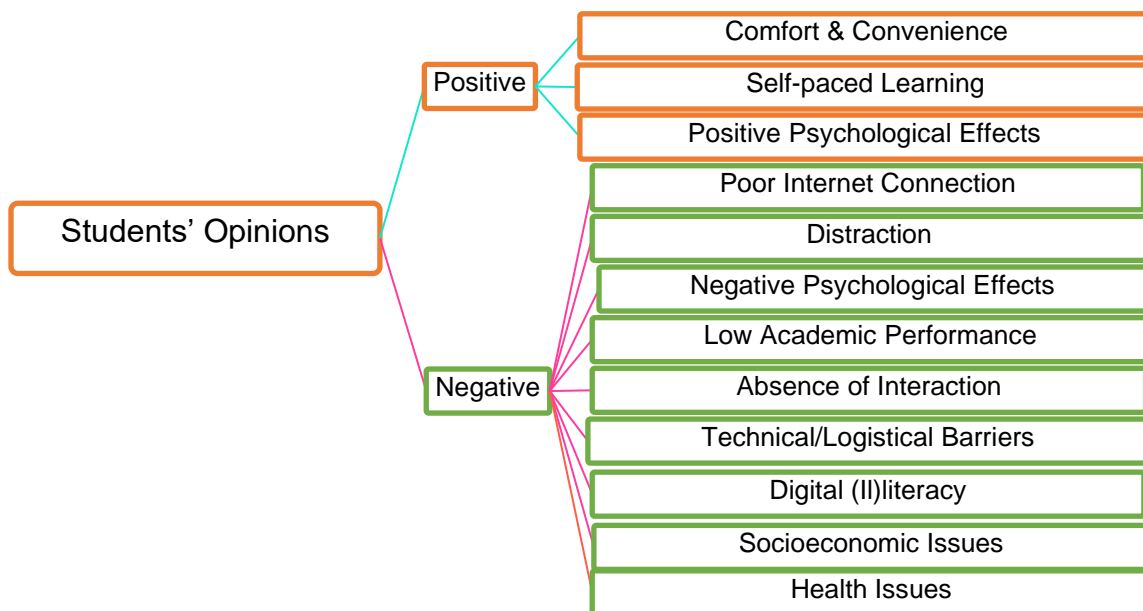 Students’ Opinions
Positive
Comfort & Convenience
Self-paced Learning
Positive Psychological Effects
Negative
Poor Internet Connection
Distraction
Negative Psychological Effects
Low Academic Performance
Absence of Interaction
Technical/Logistical Barriers
Digital (Il)literacy
Socioeconomic Issues
Health Issues